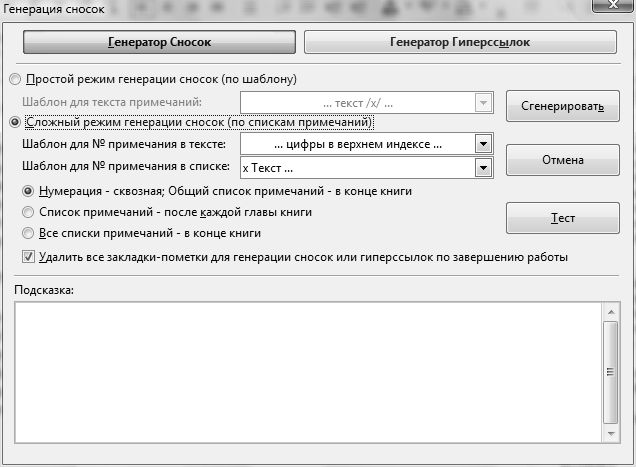 Генерация сносок
Генератор Сносок
Генератор Гиперссылок
Простой режим генерации сносок (по шаблону)
Шаблон для текста примечаний:
... текст /x/ ...
Сгенерировать
Сложный режим генерации сносок (по спискам примечаний)
Шаблон для № примечания в тексте:
... цифры в верхнем индексе ...
Шаблон для № примечания в списке:
x Текст ...
Отмена
Нумерация - сквозная; Общий список примечаний - в конце книги
Список примечаний - после каждой главы книги
Все списки примечаний - в конце книги
Тест
Удалить все закладки-пометки для генерации сносок или гиперссылок по завершению работы
Подсказка: